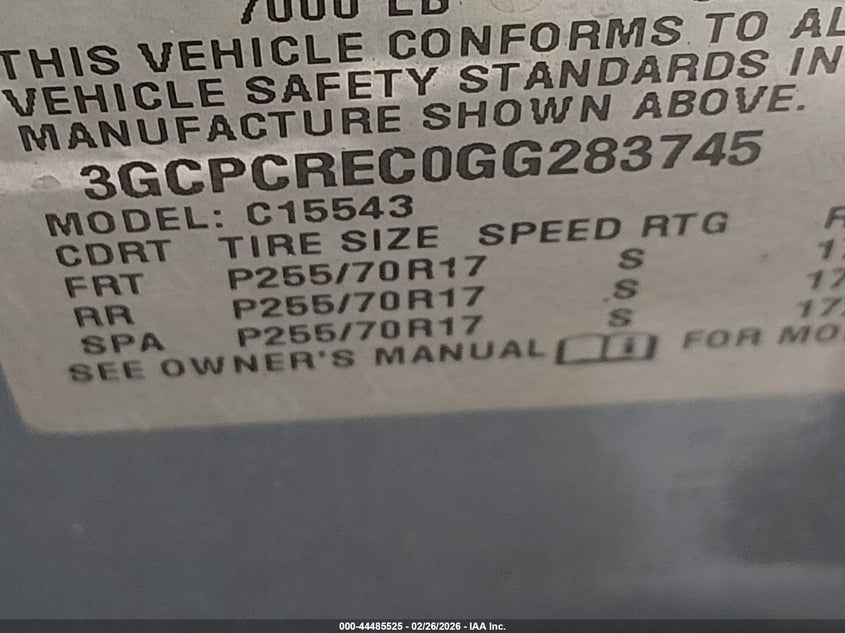 7000 LB
THIS VEHICLE CONFORMS TO
VEHICLE SAFETY STANDARDS IN
MANUFACTURE SHOWN ABOVE.
3GCPCREC0GG283745
MODEL: C15543
CDRT TIRE SIZE SPEED RTG
FRT P255/70R17 S
RR P255/70R17 S
SPA P255/70R17 S
SEE OWNER'S MANUAL FOR
000-44485525 - 02/26/2026 - IAA Inc.